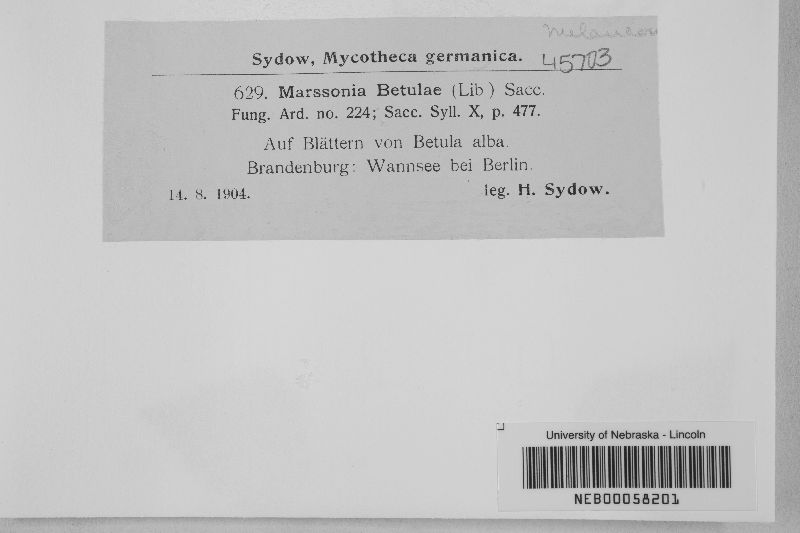 Sydow, Mycotheca germanica. 45703
629. Marssonia Betulae (Lib) Sacc.
Fung. Ard. no. 224; Sacc. Syll. X, p. 477.
Auf Blättern von Betula alba.
Brandenburg: Wannsee bei Berlin.
14. 8. 1904. leg. H. Sydow.
University of Nebraska - Lincoln
NEB00058201